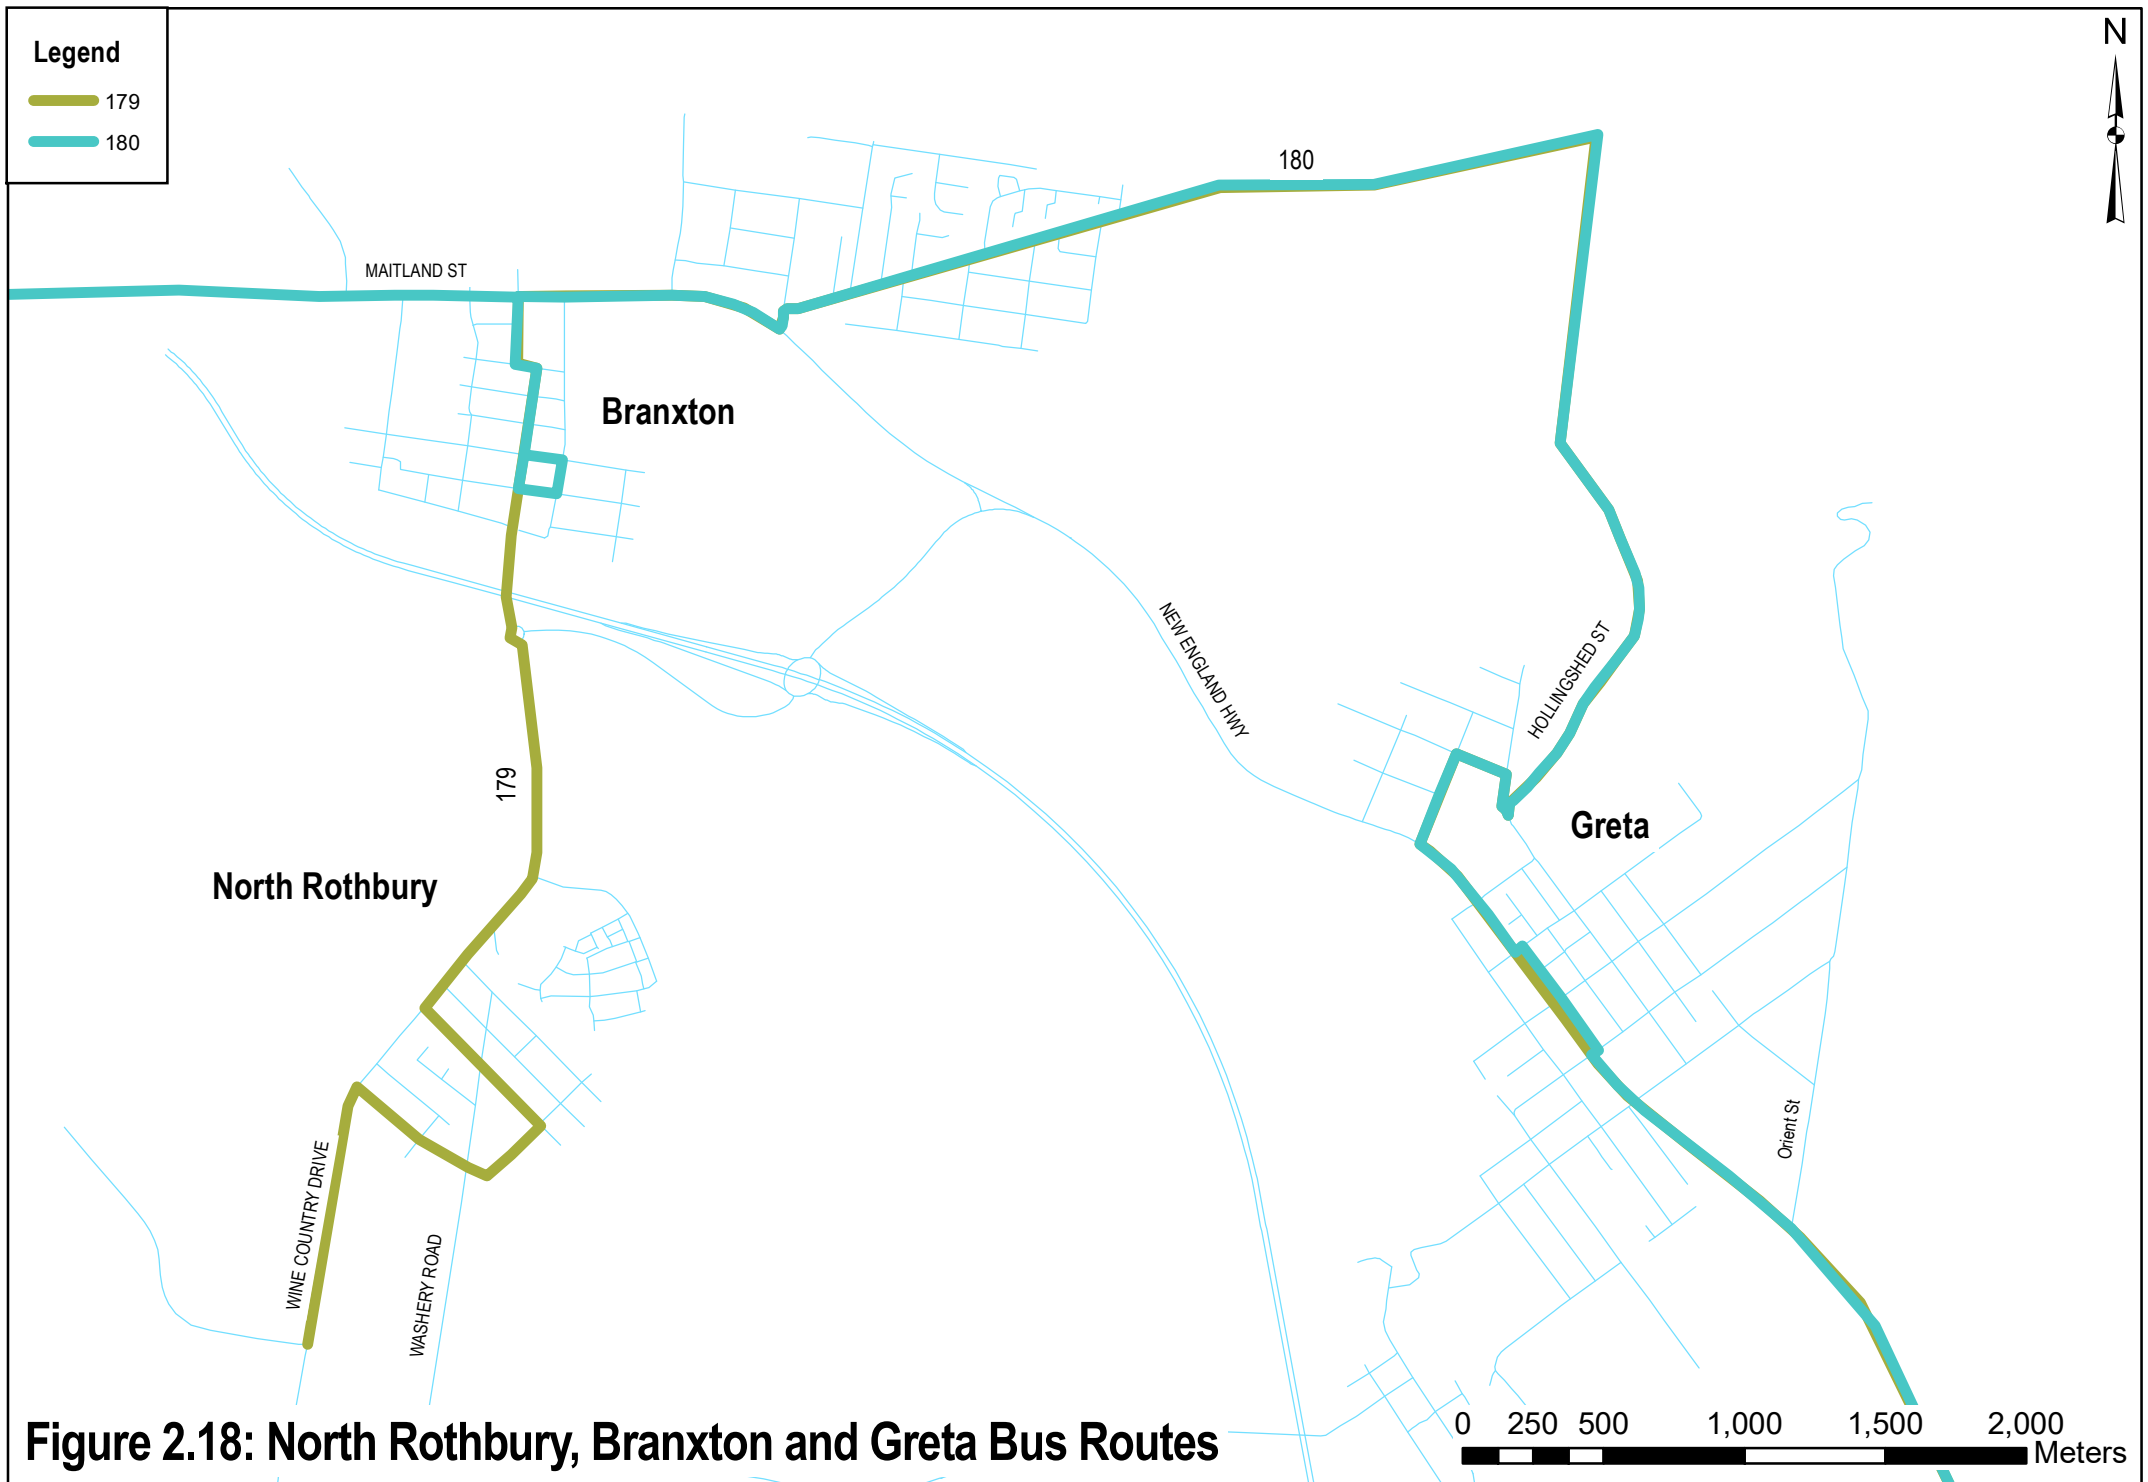 Legend
179
180
N
180
MAITLAND ST
Branxton
NEW ENGLAND HWY
HOLLINGSHED ST
179
Greta
North Rothbury
Orient St
WINE COUNTRY DRIVE
WASHERY ROAD
Figure 2.18: North Rothbury, Branxton and Greta Bus Routes
0 250 500 1,000 1,500 2,000
Meters